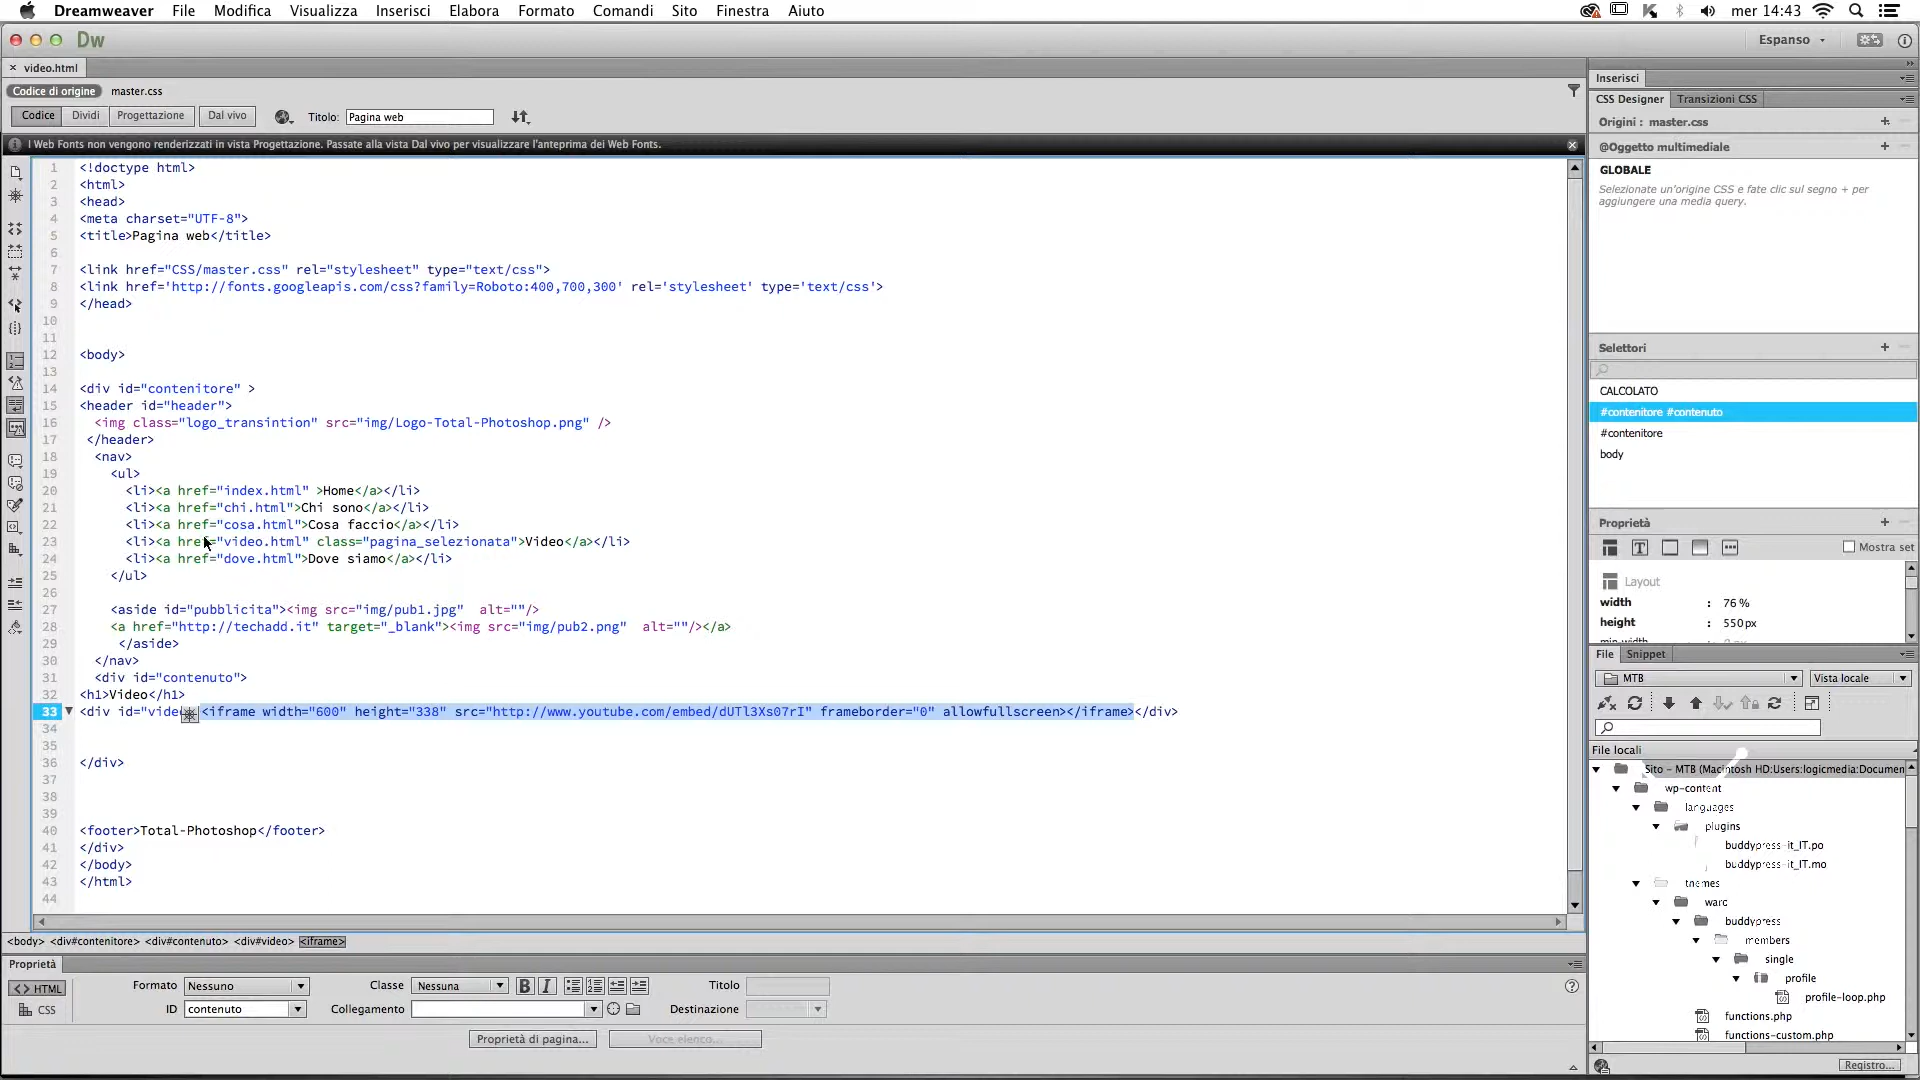 Dreamweaver File Modifica Visualizza Inserisci Elabora Formato Comandi Sito Finestra Aiuto mer 14:43
Dw Espanso
video.html
Codice di origine master.css
Codice Dividi Progettazione Dal vivo Titolo: Pagina web
I Web Fonts non vengono renderizzati in vista Progettazione. Passate alla vista Dal vivo per visualizzare l'anteprima dei Web Fonts.
1 <!doctype html>
2 <html>
3 <head>
4 <meta charset="UTF-8">
5 <title>Pagina web</title>
6
7 <link href="CSS/master.css" rel="stylesheet" type="text/css">
8 <link href='http://fonts.googleapis.com/css?family=Roboto:400,700,300' rel='stylesheet' type='text/css'>
9 </head>
10
11
12 <body>
13
14 <div id="contenitore" >
15 <header id="header">
16 <img class="logo_transintion" src="img/Logo-Total-Photoshop.png" />
17 </header>
18 <nav>
19 <ul>
20 <li><a href="index.html" >Home</a></li>
21 <li><a href="chi.html">Chi sono</a></li>
22 <li><a href="cosa.html">Cosa faccio</a></li>
23 <li><a href="video.html" class="pagina_selezionata">Video</a></li>
24 <li><a href="dove.html">Dove siamo</a></li>
25 </ul>
26
27 <aside id="pubblicita"><img src="img/pub1.jpg" alt=""/>
28 <a href="http://techadd.it" target="_blank"><img src="img/pub2.png" alt=""/></a>
29 </aside>
30 </nav>
31 <div id="contenuto">
32 <h1>Video</h1>
33 <div id="video <iframe width="600" height="338" src="http://www.youtube.com/embed/dUTl3Xs07rI" frameborder="0" allowfullscreen></iframe></div>
34
35
36 </div>
37
38
39
40 <footer>Total-Photoshop</footer>
41 </div>
42 </body>
43 </html>
44
<body> <div#contenitore> <div#contenuto> <div#video> <iframe>
Proprietà
<> HTML Formato Nessuno Classe Nessuna B I Titolo
CSS ID contenuto Collegamento Destinazione
Proprietà di pagina... Voce elenco...
Inserisci
CSS Designer Transizioni CSS
Origini : master.css
@Oggetto multimediale
GLOBALE
Selezionate un'origine CSS e fate clic sul segno + per
aggiungere una media query.
Selettori
CALCOLATO
#contenitore #contenuto
#contenitore
body
Proprietà
Mostra set
Layout
width : 76 %
height : 550 px
File Snippet
MTB Vista locale
File locali
Sito - MTB (Macintosh HD:Users:logicmedia:Documen
wp-content
languages
plugins
buddypress-it_IT.po
buddypress-it_IT.mo
themes
buddypress
members
single
profile
profile-loop.php
functions.php
functions-custom.php
Registro...